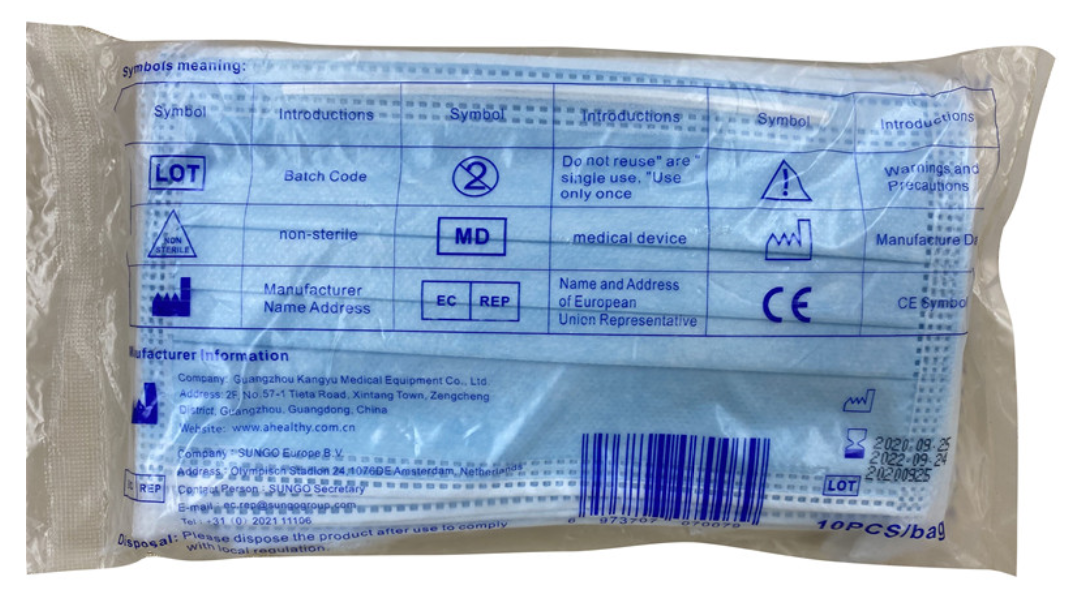 Symbols meaning:
Symbol Introductions Symbol Introductions Symbol Introductions
LOT Batch Code 2 Do not reuse" are " single use, "Use only once ! Warnings and Precautions
NON STERILE non-sterile MD medical device Manufacture Da
Manufacturer Name Address EC REP Name and Address of European Union Representative CE CE Symbol
nufacturer Information
Company: Guangzhou Kangyu Medical Equipment Co., Ltd.
Address: 2F, No.57-1 Tieta Road, Xintang Town, Zengcheng
District, Guangzhou, Guangdong, China
Website: www.ahealthy.com.cn
Company : SUNGO Europe B.V.
Address : Olympisch Stadion 24,1076DE Amsterdam, Netherlands
EC REP
Contact Person : SUNGO Secretary
E-mail : ec.rep@sungogroup.com
Tel : +31 (0) 2021 11106
Disposal: Please dispose the product after use to comply
with local regulation.
2020.09.25
2022.09.24
LOT 20200925
6 973707 070079
10PCS/bag